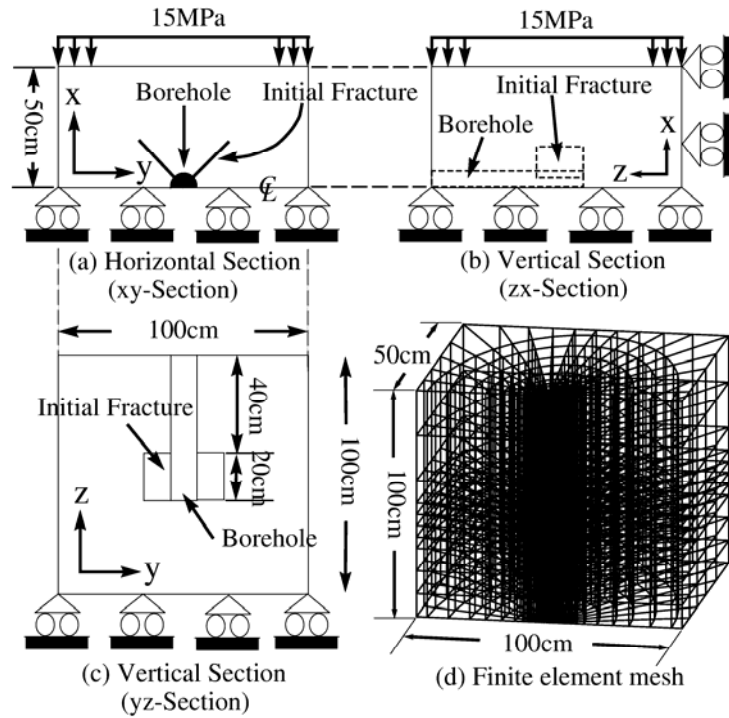 15MPa
15MPa
50cm
x
y
Borehole
Initial Fracture
℄
Initial Fracture
Borehole
x
z
(a) Horizontal Section
(xy-Section)
(b) Vertical Section
(zx-Section)
100cm
Initial Fracture
40cm
20cm
100cm
z
y
Borehole
(c) Vertical Section
(yz-Section)
50cm
100cm
100cm
(d) Finite element mesh